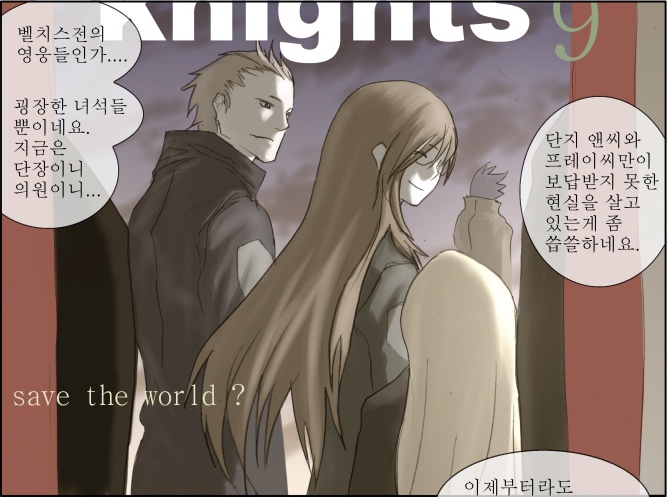 Knights 9
벨치스전의
영웅들인가....
굉장한 녀석들
뿐이네요.
지금은
단장이니
의원이니...
단지 앤씨와
프레이씨만이
보답받지 못한
현실을 살고
있는게 좀
씁쓸하네요.
save the world ?
이제부터라도